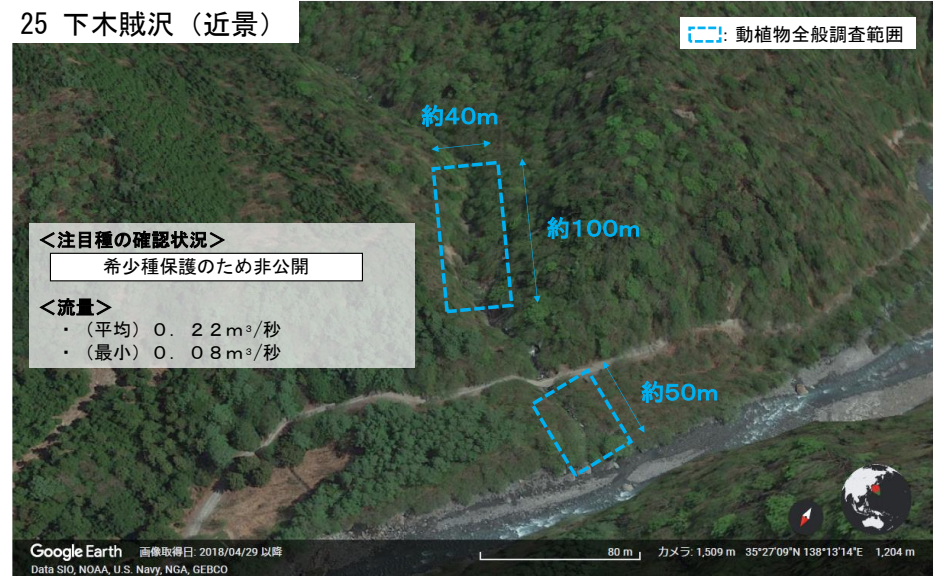 25 下木賊沢（近景）
: 動植物全般調査範囲
約40m
約100m
＜注目種の確認状況＞
希少種保護のため非公開
＜流量＞
・（平均）０．２２m³/秒
・（最小）０．０８m³/秒
約50m
Google Earth 画像取得日: 2018/04/29 以降
80 m カメラ: 1,509 m 35°27'09"N 138°13'14"E 1,204 m
Data SIO, NOAA, U.S. Navy, NGA, GEBCO